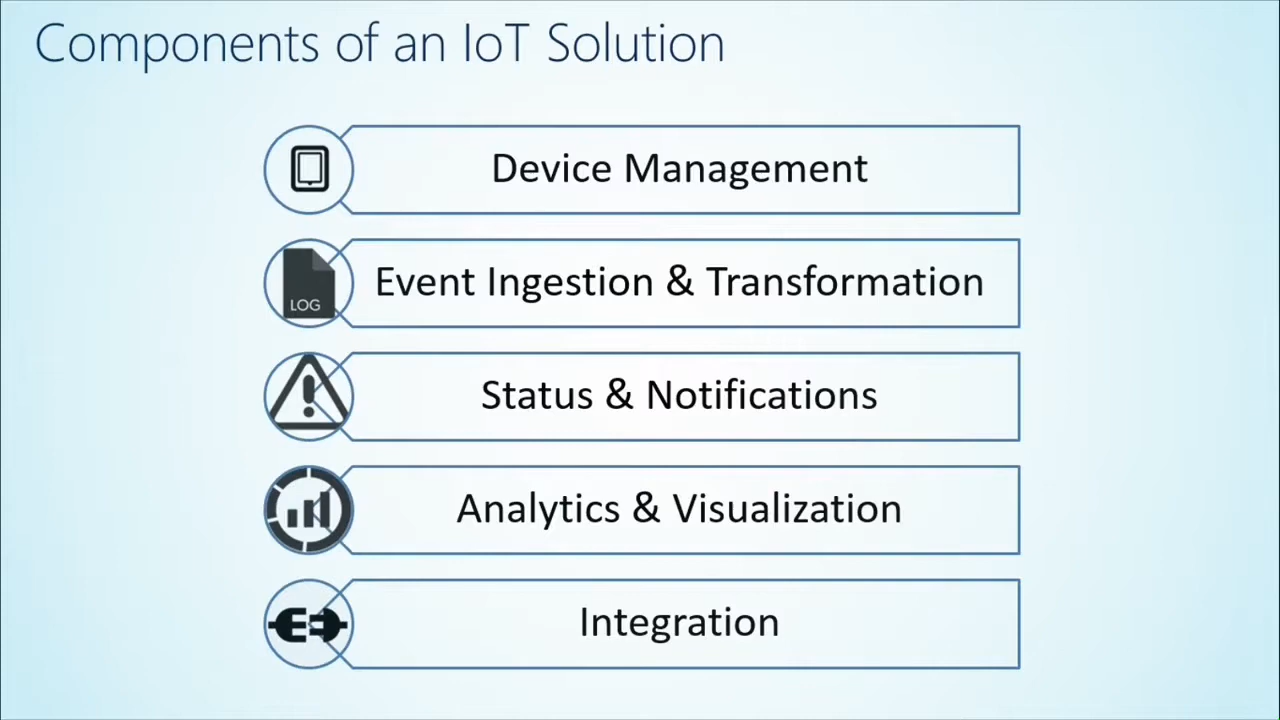 Components of an IoT Solution
Device Management
LOG
Event Ingestion & Transformation
Status & Notifications
Analytics & Visualization
Integration